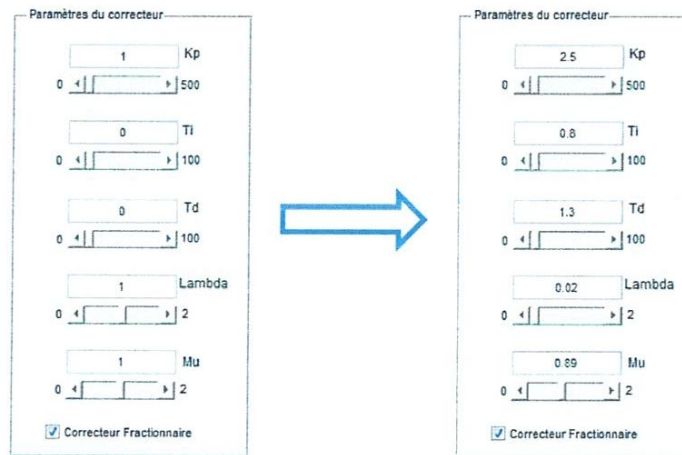 Paramètres du correcteur
1 Kp
0 500
0 Ti
0 100
0 Td
0 100
1 Lambda
0 2
1 Mu
0 2
Correcteur Fractionnaire
Paramètres du correcteur
2.5 Kp
0 500
0.8 Ti
0 100
1.3 Td
0 100
0.02 Lambda
0 2
0.89 Mu
0 2
Correcteur Fractionnaire